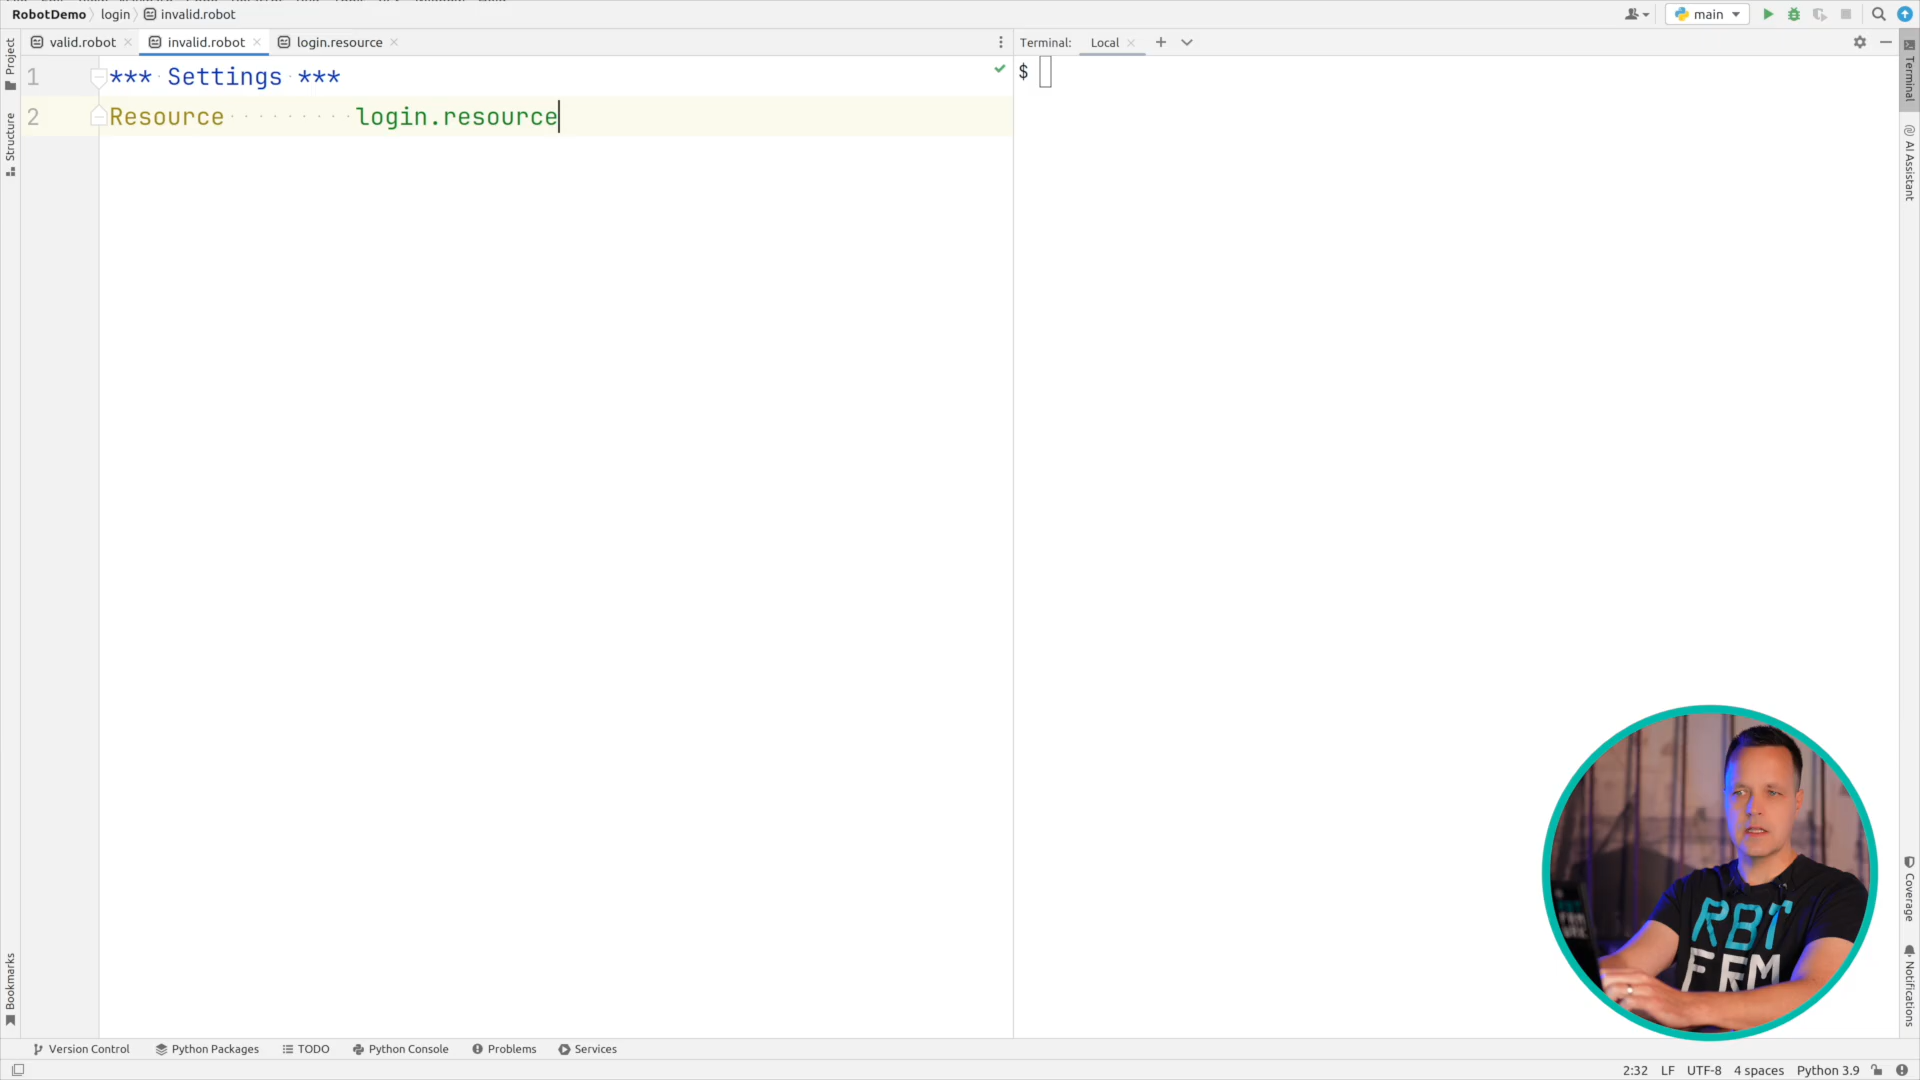 RobotDemo login invalid.robot main
valid.robot invalid.robot login.resource
Terminal: Local
Project
Structure
Bookmarks
1 *** Settings ***
2 Resource login.resource
$
Terminal
AI Assistant
Coverage
Notifications
RBT
FRM
Version Control Python Packages TODO Python Console Problems Services
2:32 LF UTF-8 4 spaces Python 3.9